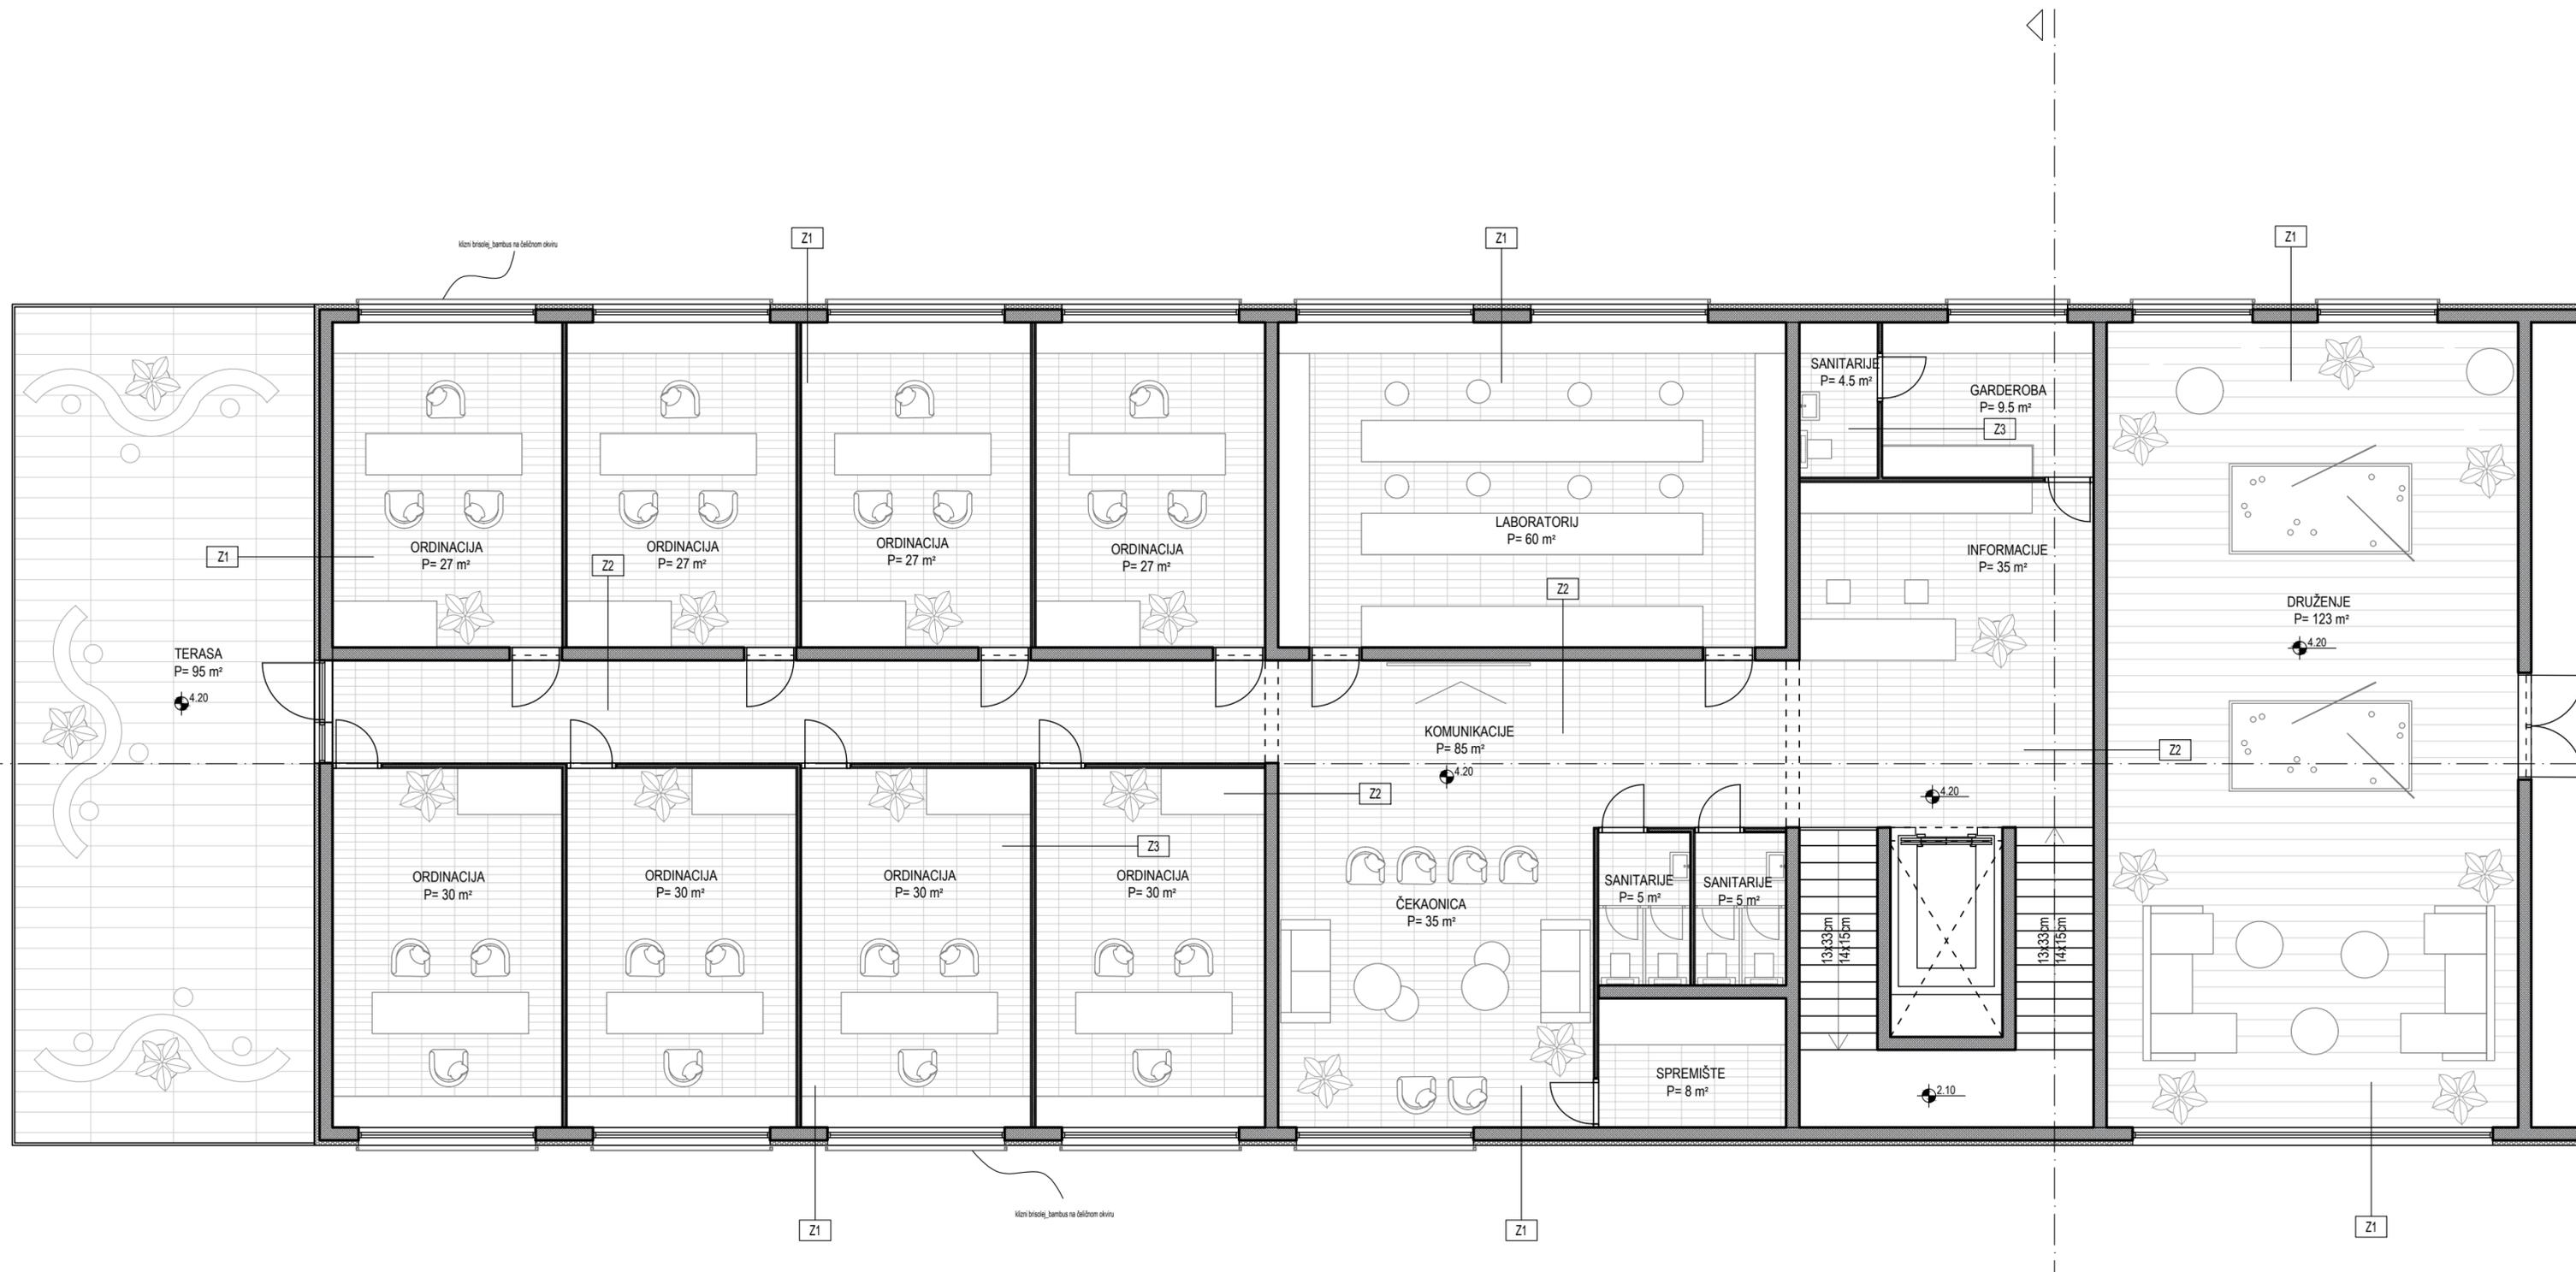 klizni brisolej_bambus na čeličnom okviru
Z1
Z1
Z1
SANITARIJE
P= 4.5 m²
GARDEROBA
P= 9.5 m²
Z3
ORDINACIJA
P= 27 m²
ORDINACIJA
P= 27 m²
ORDINACIJA
P= 27 m²
ORDINACIJA
P= 27 m²
LABORATORIJ
P= 60 m²
INFORMACIJE
P= 35 m²
Z1
Z2
Z2
DRUŽENJE
P= 123 m²
4.20
TERASA
P= 95 m²
4.20
KOMUNIKACIJE
P= 85 m²
4.20
Z2
Z2
4.20
Z3
ORDINACIJA
P= 30 m²
ORDINACIJA
P= 30 m²
ORDINACIJA
P= 30 m²
ORDINACIJA
P= 30 m²
ČEKAONICA
P= 35 m²
SANITARIJE
P= 5 m²
SANITARIJE
P= 5 m²
13x33cm
14x15cm
13x33cm
14x15cm
SPREMIŠTE
P= 8 m²
2.10
klizni brisolej_bambus na čeličnom okviru
Z1
Z1
Z1